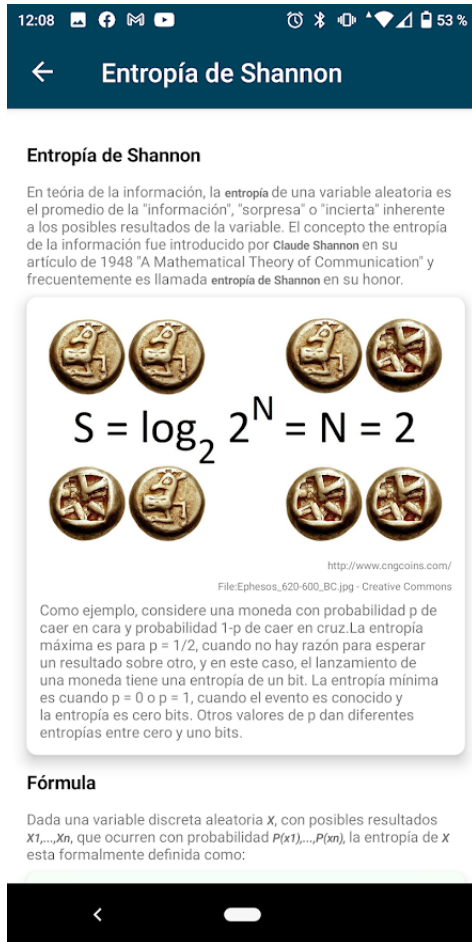 12:08
53 %
Entropía de Shannon
Entropía de Shannon
En teória de la información, la entropía de una variable aleatoria es
el promedio de la "información", "sorpresa" o "incierta" inherente
a los posibles resultados de la variable. El concepto the entropía
de la información fue introducido por Claude Shannon en su
artículo de 1948 "A Mathematical Theory of Communication" y
frecuentemente es llamada entropía de Shannon en su honor.
S = log₂ 2ᴺ = N = 2
http://www.cngcoins.com/
File:Ephesos_620-600_BC.jpg - Creative Commons
Como ejemplo, considere una moneda con probabilidad p de
caer en cara y probabilidad 1-p de caer en cruz.La entropía
máxima es para p = 1/2, cuando no hay razón para esperar
un resultado sobre otro, y en este caso, el lanzamiento de
una moneda tiene una entropía de un bit. La entropía mínima
es cuando p = 0 o p = 1, cuando el evento es conocido y
la entropía es cero bits. Otros valores de p dan diferentes
entropías entre cero y uno bits.
Fórmula
Dada una variable discreta aleatoria X, con posibles resultados
X1,...,Xn, que ocurren con probabilidad P(x1),...,P(xn), la entropía de X
esta formalmente definida como: